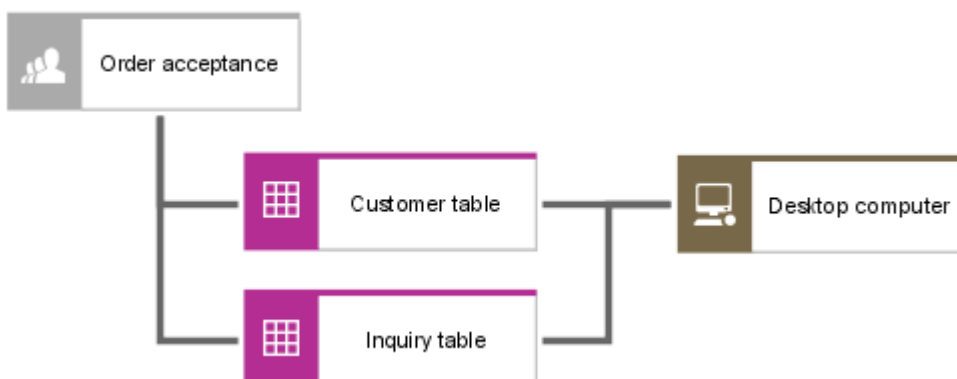 Order acceptance
Customer table
Desktop computer
Inquiry table